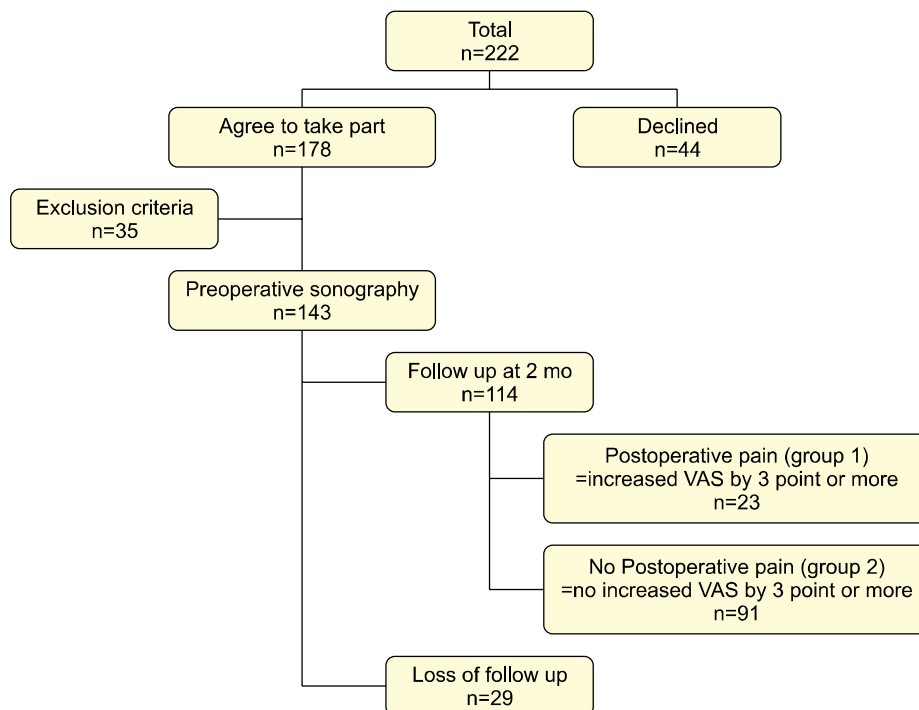 Total
n=222
Agree to take part
n=178
Declined
n=44
Exclusion criteria
n=35
Preoperative sonography
n=143
Follow up at 2 mo
n=114
Postoperative pain (group 1)
=increased VAS by 3 point or more
n=23
No Postoperative pain (group 2)
=no increased VAS by 3 point or more
n=91
Loss of follow up
n=29